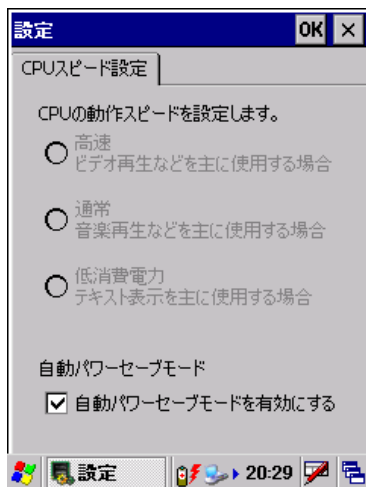 設定 OK ×
CPUスピード設定
CPUの動作スピードを設定します。
高速
ビデオ再生などを主に使用する場合
通常
音楽再生などを主に使用する場合
低消費電力
テキスト表示を主に使用する場合
自動パワーセーブモード
自動パワーセーブモードを有効にする
設定 20:29